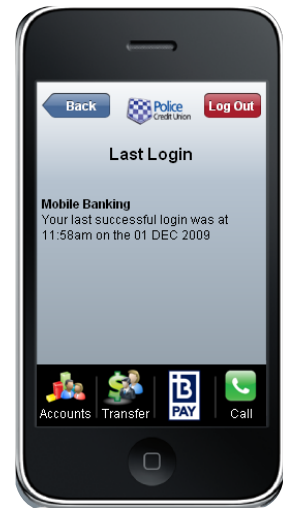 Back
Police
Credit Union
Log Out
Last Login
Mobile Banking
Your last successful login was at
11:58am on the 01 DEC 2009
Accounts
Transfer
B
PAY
Call